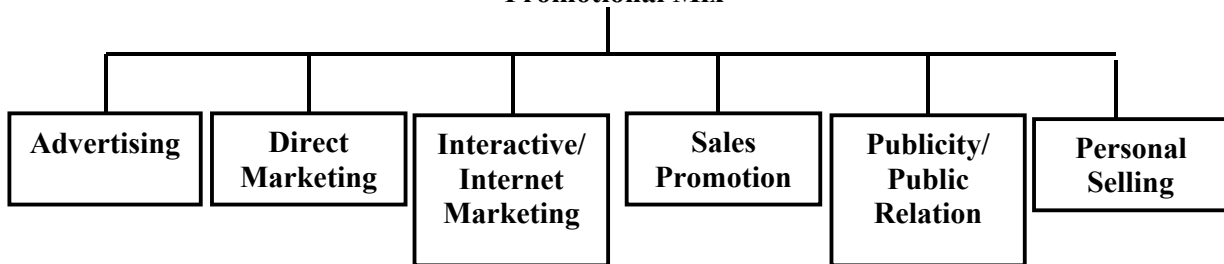 Promotional Mix
Advertising
Direct
Marketing
Interactive/
Internet
Marketing
Sales
Promotion
Publicity/
Public
Relation
Personal
Selling